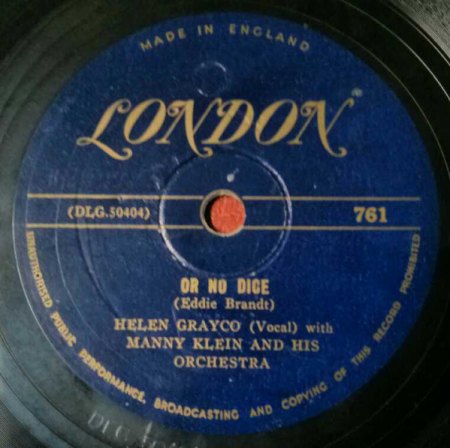 MADE IN ENGLAND
LONDON
(DLG.50404) 761
OR NO DICE
(Eddie Brandt)
HELEN GRAYCO (Vocal) with
MANNY KLEIN AND HIS
ORCHESTRA
UNAUTHORISED PUBLIC PERFORMANCE, BROADCASTING AND COPYING OF THIS RECORD PROHIBITED